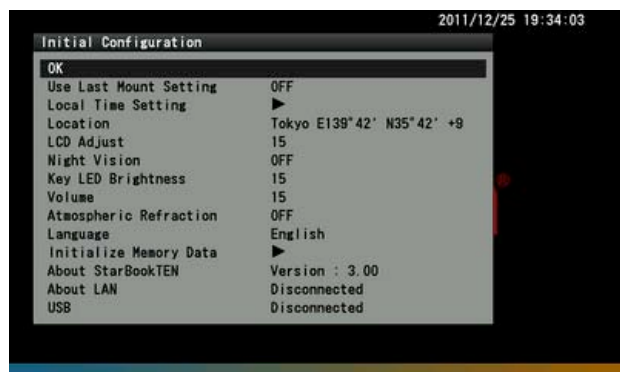 2011/12/25 19:34:03
Initial Configuration
OK
Use Last Mount Setting OFF
Local Time Setting ▶
Location Tokyo E139°42' N35°42' +9
LCD Adjust 15
Night Vision OFF
Key LED Brightness 15
Volume 15
Atmospheric Refraction OFF
Language English
Initialize Memory Data ▶
About StarBookTEN Version : 3.00
About LAN Disconnected
USB Disconnected